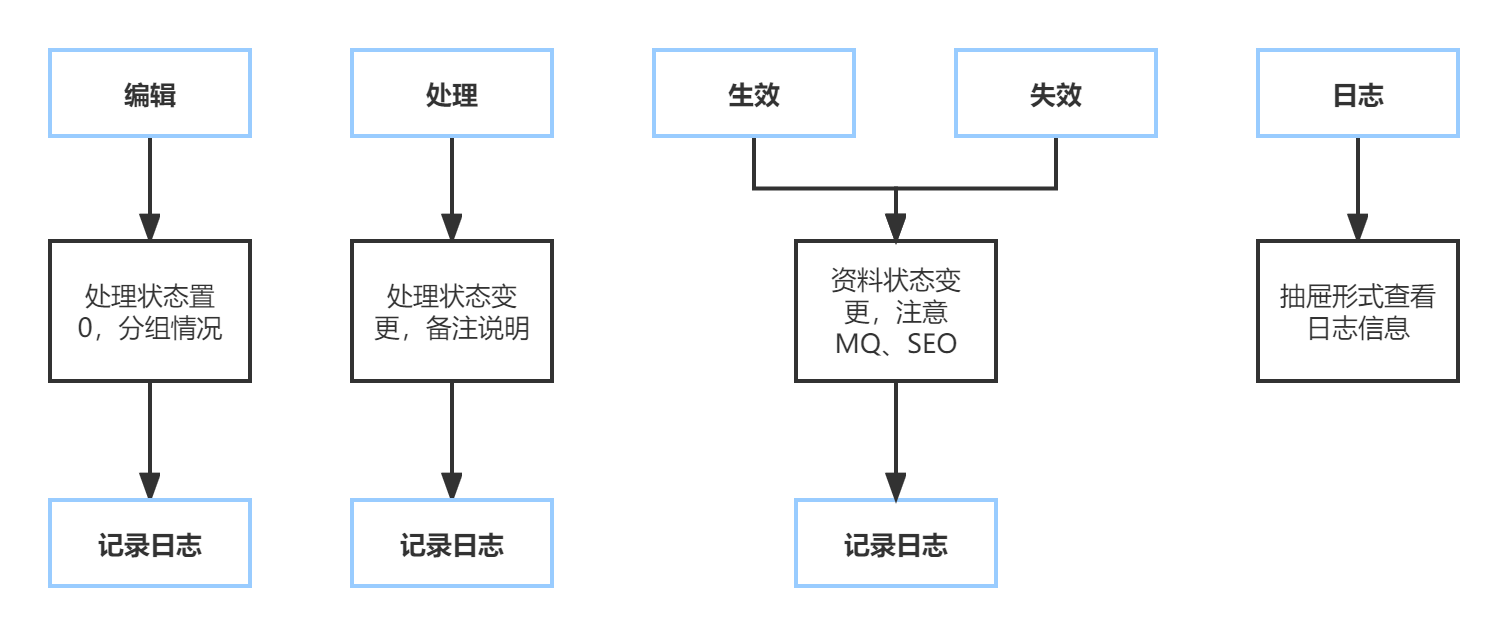 编辑
处理
生效
失效
日志
处理状态置
0，分组情况
处理状态变
更，备注说明
资料状态变
更，注意
MQ、SEO
抽屉形式查看
日志信息
记录日志
记录日志
记录日志